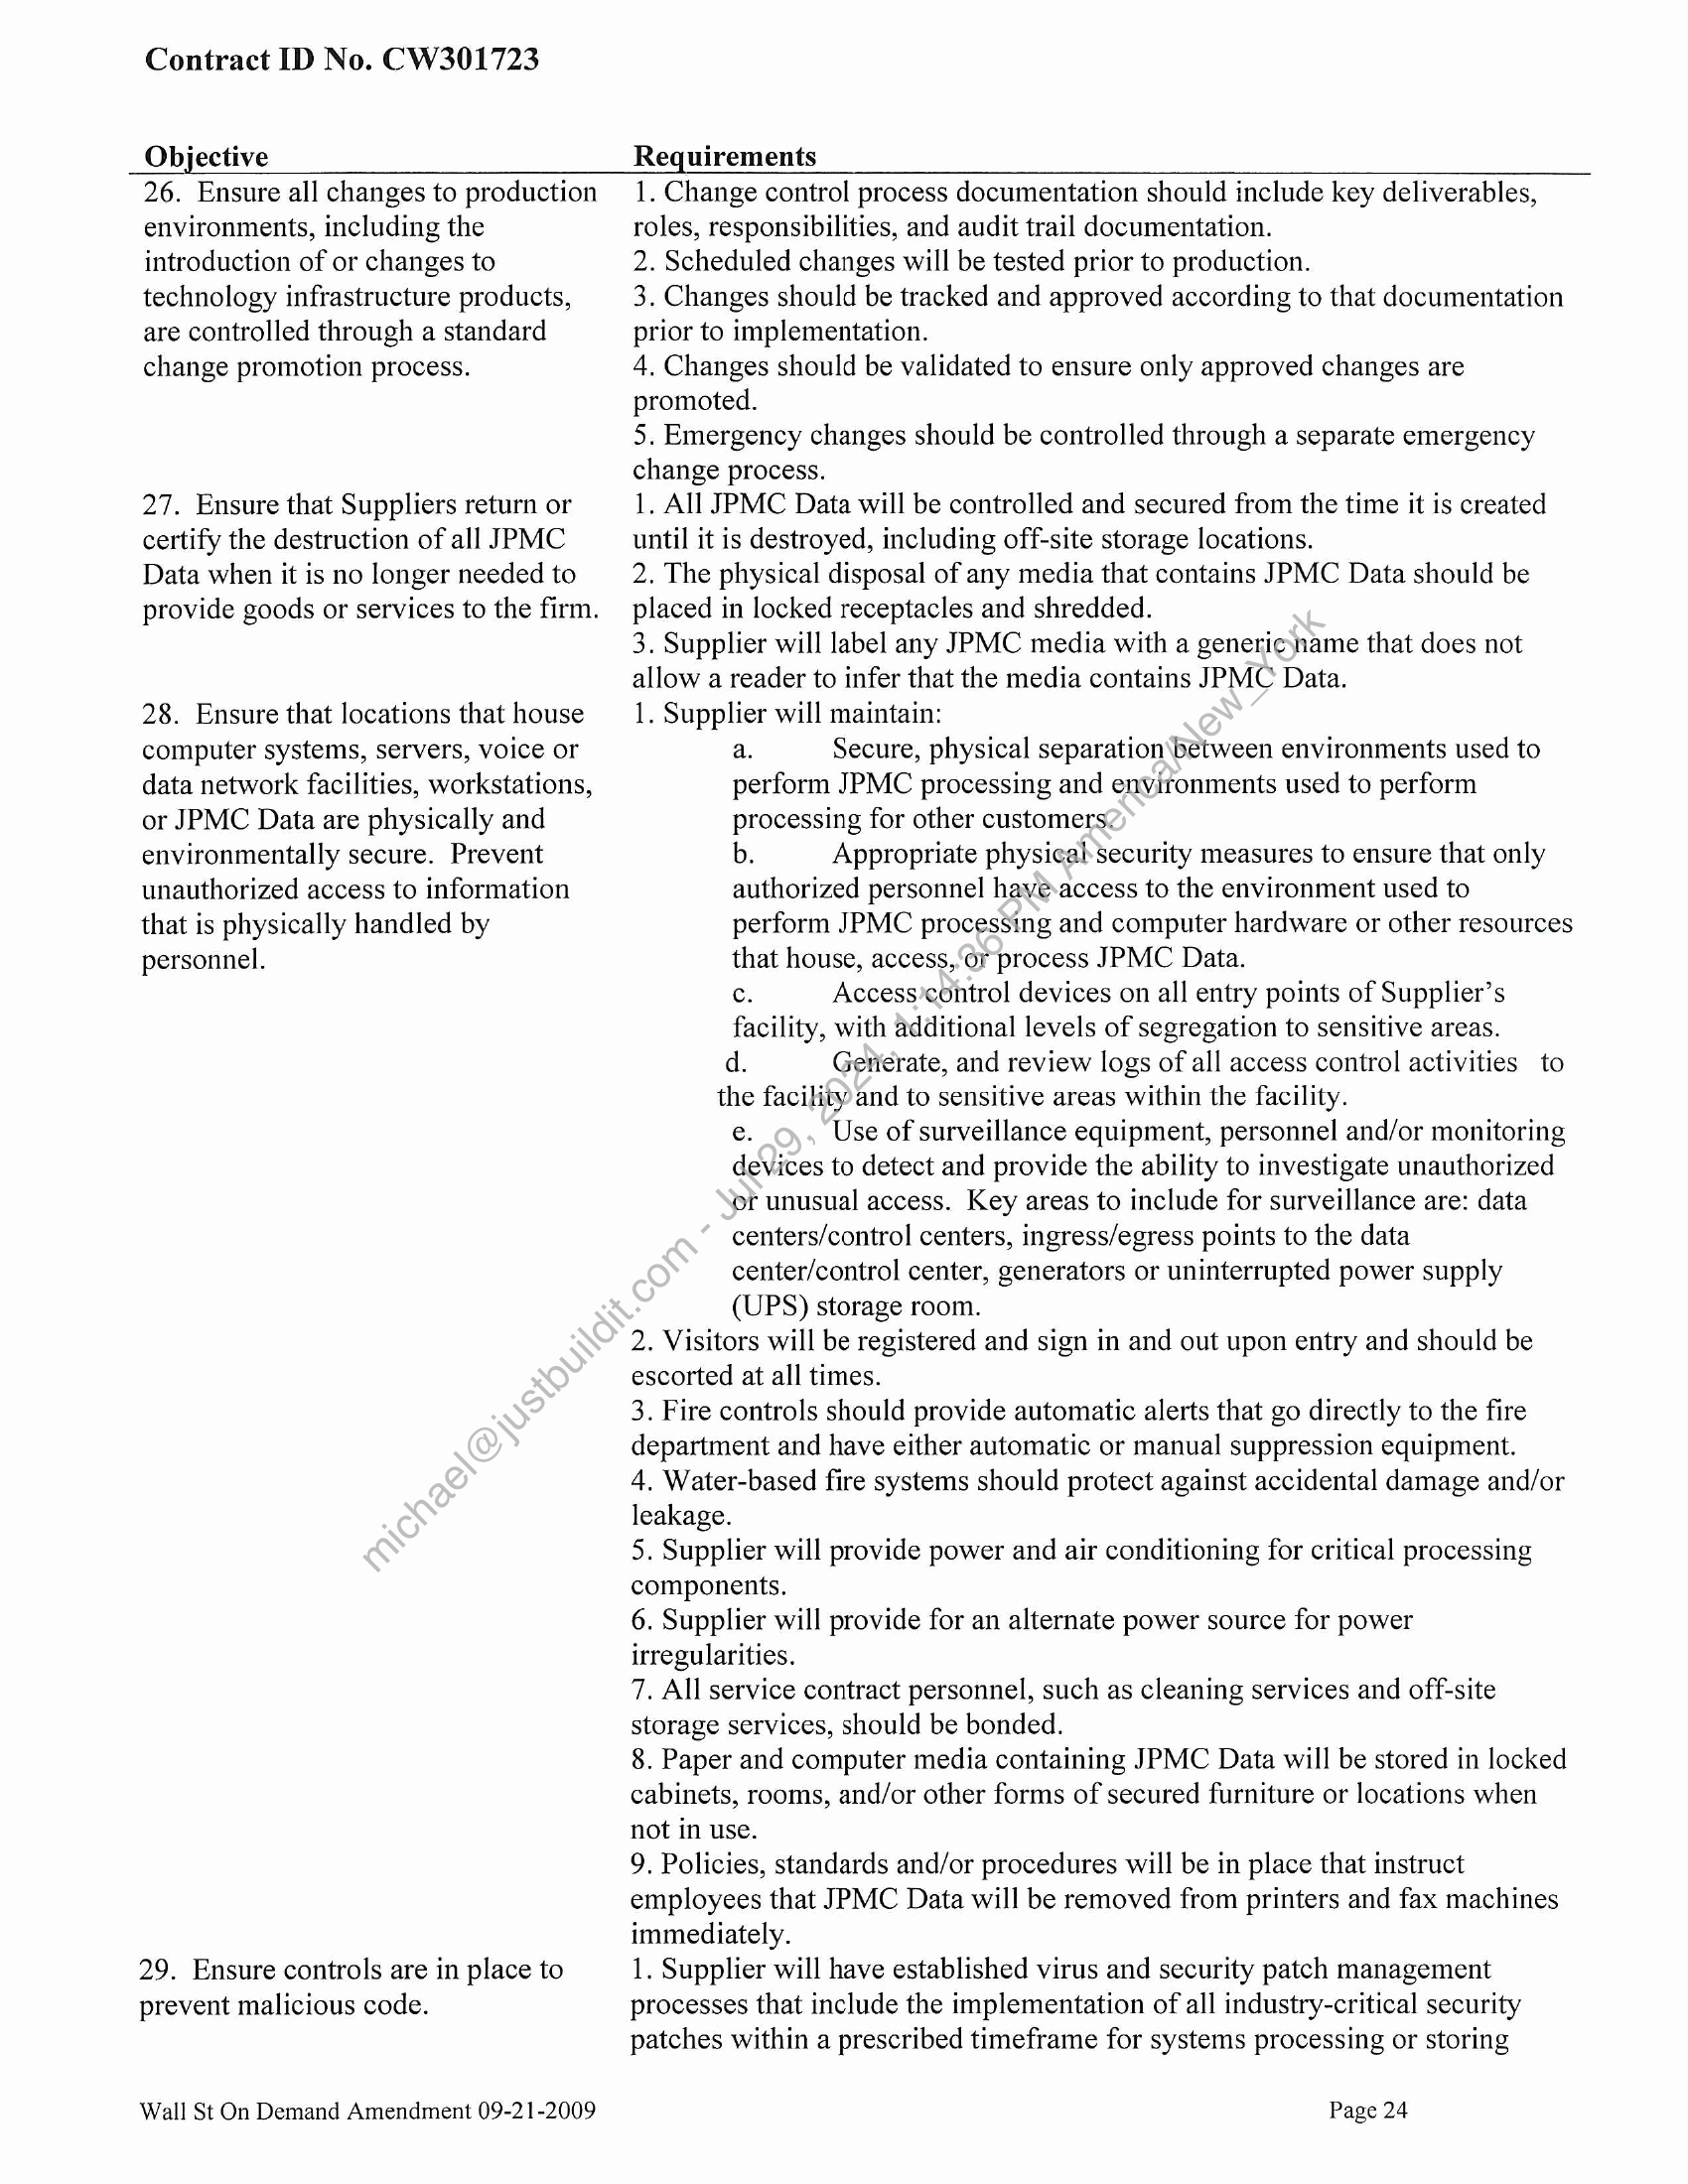 Contract ID No. CW301723
Objective
Requirements
26. Ensure all changes to production
environments, including the
introduction of or changes to
technology infrastructure products,
are controlled through a standard
change promotion process.
1. Change control process documentation should include key deliverables,
roles, responsibilities, and audit trail documentation.
2. Scheduled changes will be tested prior to production.
3. Changes should be tracked and approved according to that documentation
prior to implementation.
4. Changes should be validated to ensure only approved changes are
promoted.
5. Emergency changes should be controlled through a separate emergency
change process.
27. Ensure that Suppliers return or
certify the destruction of all JPMC
Data when it is no longer needed to
provide goods or services to the firm.
1. All JPMC Data will be controlled and secured from the time it is created
until it is destroyed, including off-site storage locations.
2. The physical disposal of any media that contains JPMC Data should be
placed in locked receptacles and shredded.
3. Supplier will label any JPMC media with a generic name that does not
allow a reader to infer that the media contains JPMC Data.
28. Ensure that locations that house
computer systems, servers, voice or
data network facilities, workstations,
or JPMC Data are physically and
environmentally secure. Prevent
unauthorized access to information
that is physically handled by
personnel.
1. Supplier will maintain:
a. Secure, physical separation between environments used to
perform JPMC processing and environments used to perform
processing for other customers.
b. Appropriate physical security measures to ensure that only
authorized personnel have access to the environment used to
perform JPMC processing and computer hardware or other resources
that house, access, or process JPMC Data.
c. Access control devices on all entry points of Supplier's
facility, with additional levels of segregation to sensitive areas.
d. Generate, and review logs of all access control activities to
the facility and to sensitive areas within the facility.
e. Use of surveillance equipment, personnel and/or monitoring
devices to detect and provide the ability to investigate unauthorized
or unusual access. Key areas to include for surveillance are: data
centers/control centers, ingress/egress points to the data
center/control center, generators or uninterrupted power supply
(UPS) storage room.
2. Visitors will be registered and sign in and out upon entry and should be
escorted at all times.
3. Fire controls should provide automatic alerts that go directly to the fire
department and have either automatic or manual suppression equipment.
4. Water-based fire systems should protect against accidental damage and/or
leakage.
5. Supplier will provide power and air conditioning for critical processing
components.
6. Supplier will provide for an alternate power source for power
irregularities.
7. All service contract personnel, such as cleaning services and off-site
storage services, should be bonded.
8. Paper and computer media containing JPMC Data will be stored in locked
cabinets, rooms, and/or other forms of secured furniture or locations when
not in use.
9. Policies, standards and/or procedures will be in place that instruct
employees that JPMC Data will be removed from printers and fax machines
immediately.
29. Ensure controls are in place to
prevent malicious code.
1. Supplier will have established virus and security patch management
processes that include the implementation of all industry-critical security
patches within a prescribed timeframe for systems processing or storing
Wall St On Demand Amendment 09-21-2009
Page 24
michael@justbuildit.com - Jul 29, 2024, 1:14:36 PM America/New_York